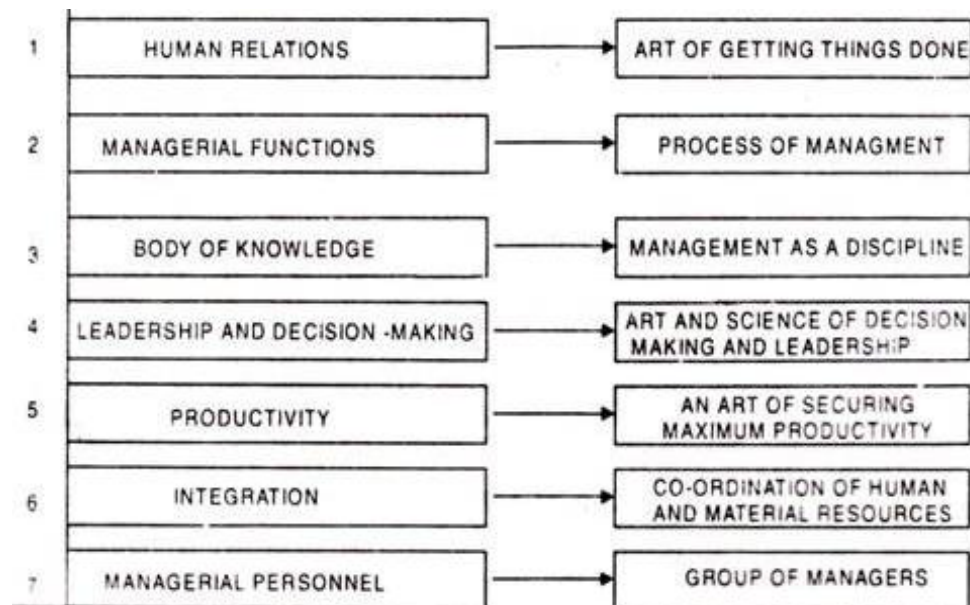 1 HUMAN RELATIONS ART OF GETTING THINGS DONE
2 MANAGERIAL FUNCTIONS PROCESS OF MANAGMENT
3 BODY OF KNOWLEDGE MANAGEMENT AS A DISCIPLINE
4 LEADERSHIP AND DECISION -MAKING ART AND SCIENCE OF DECISION
MAKING AND LEADERSHIP
5 PRODUCTIVITY AN ART OF SECURING
MAXIMUM PRODUCTIVITY
6 INTEGRATION CO-ORDINATION OF HUMAN
AND MATERIAL RESOURCES
7 MANAGERIAL PERSONNEL GROUP OF MANAGERS